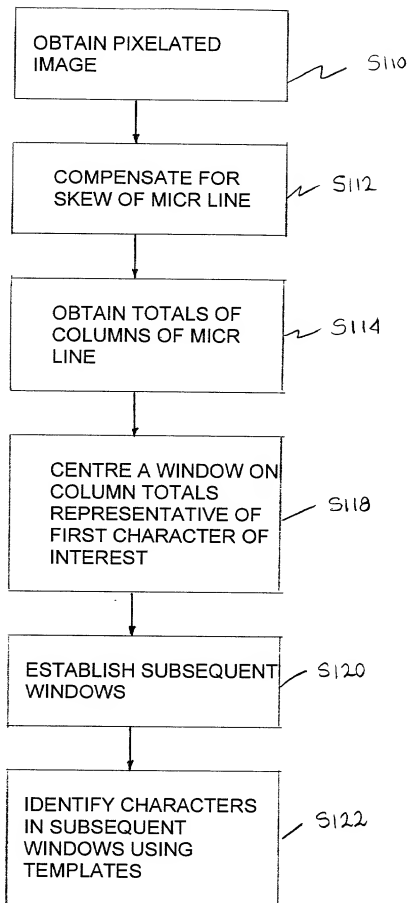 OBTAIN PIXELATED
IMAGE
S110
COMPENSATE FOR
SKEW OF MICR LINE
S112
OBTAIN TOTALS OF
COLUMNS OF MICR
LINE
S114
CENTRE A WINDOW ON
COLUMN TOTALS
REPRESENTATIVE OF
FIRST CHARACTER OF
INTEREST
S118
ESTABLISH SUBSEQUENT
WINDOWS
S120
IDENTIFY CHARACTERS
IN SUBSEQUENT
WINDOWS USING
TEMPLATES
S122